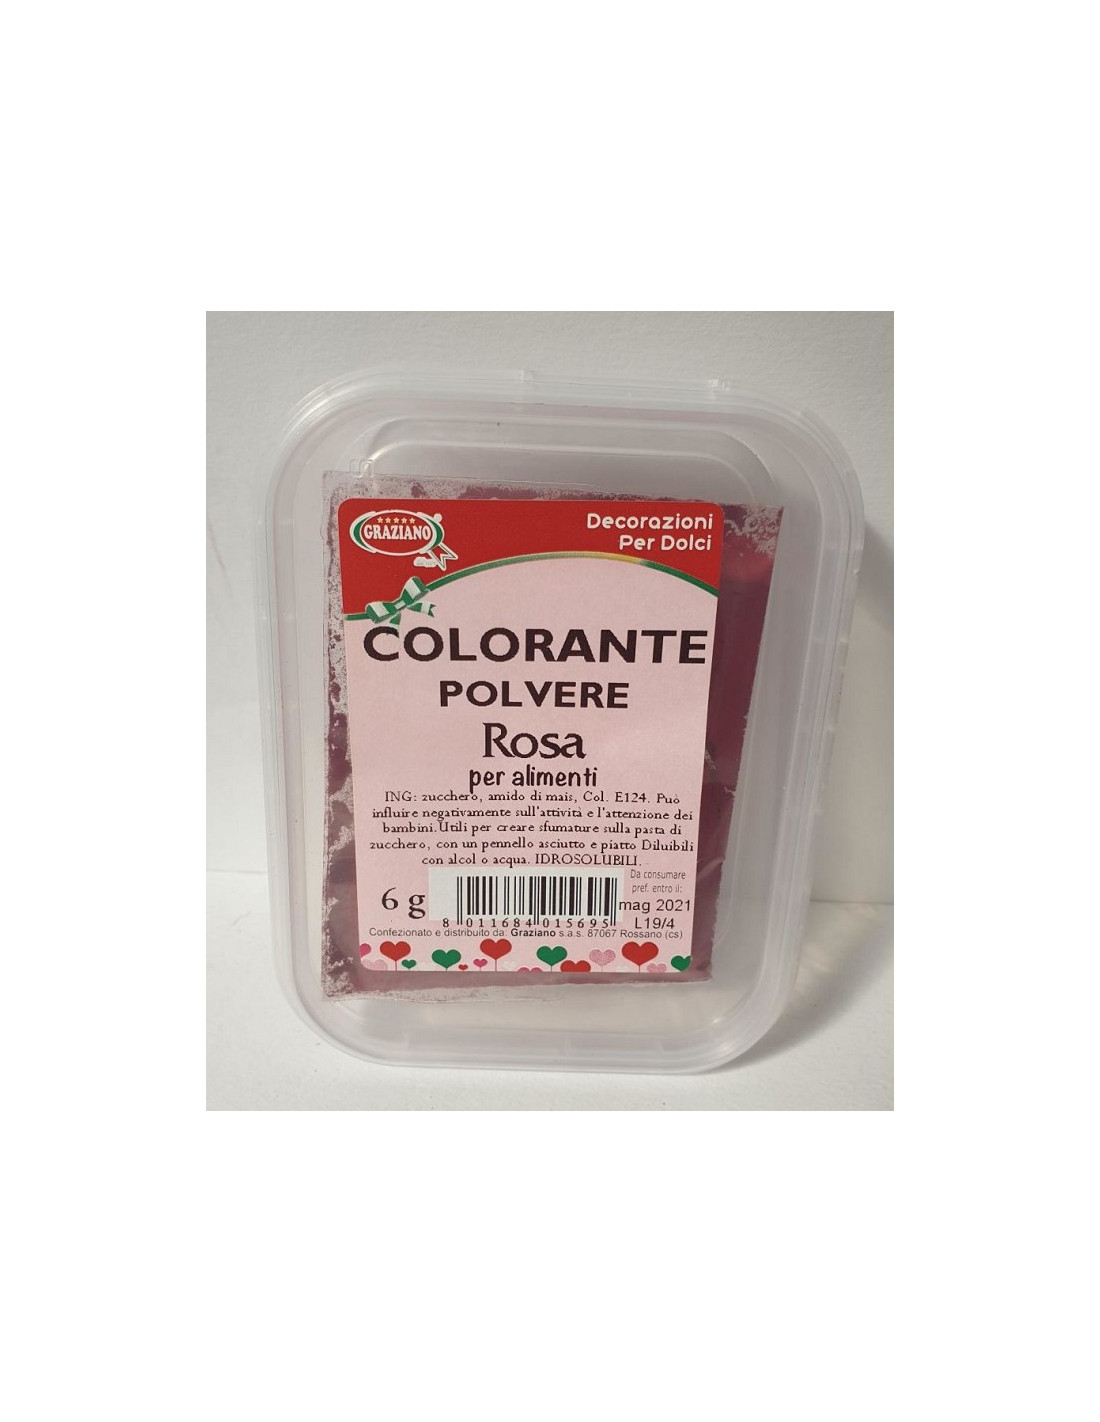 GRAZIANO
Decorazioni
Per Dolci
COLORANTE
POLVERE
Rosa
per alimenti
ING: zucchero, amido di mais, Col. E124. Può
influire negativamente sull'attività e l'attenzione dei
bambini.Utili per creare sfumature sulla pasta di
zucchero, con un pennello asciutto e piatto Diluibili
con alcol o acqua. IDROSOLUBILI.
6 g
8 011684 015695
Da consumare
pref. entro il:
mag 2021
L19/4
Confezionato e distribuito da: Graziano s.a.s. 87067 Rossano (cs)